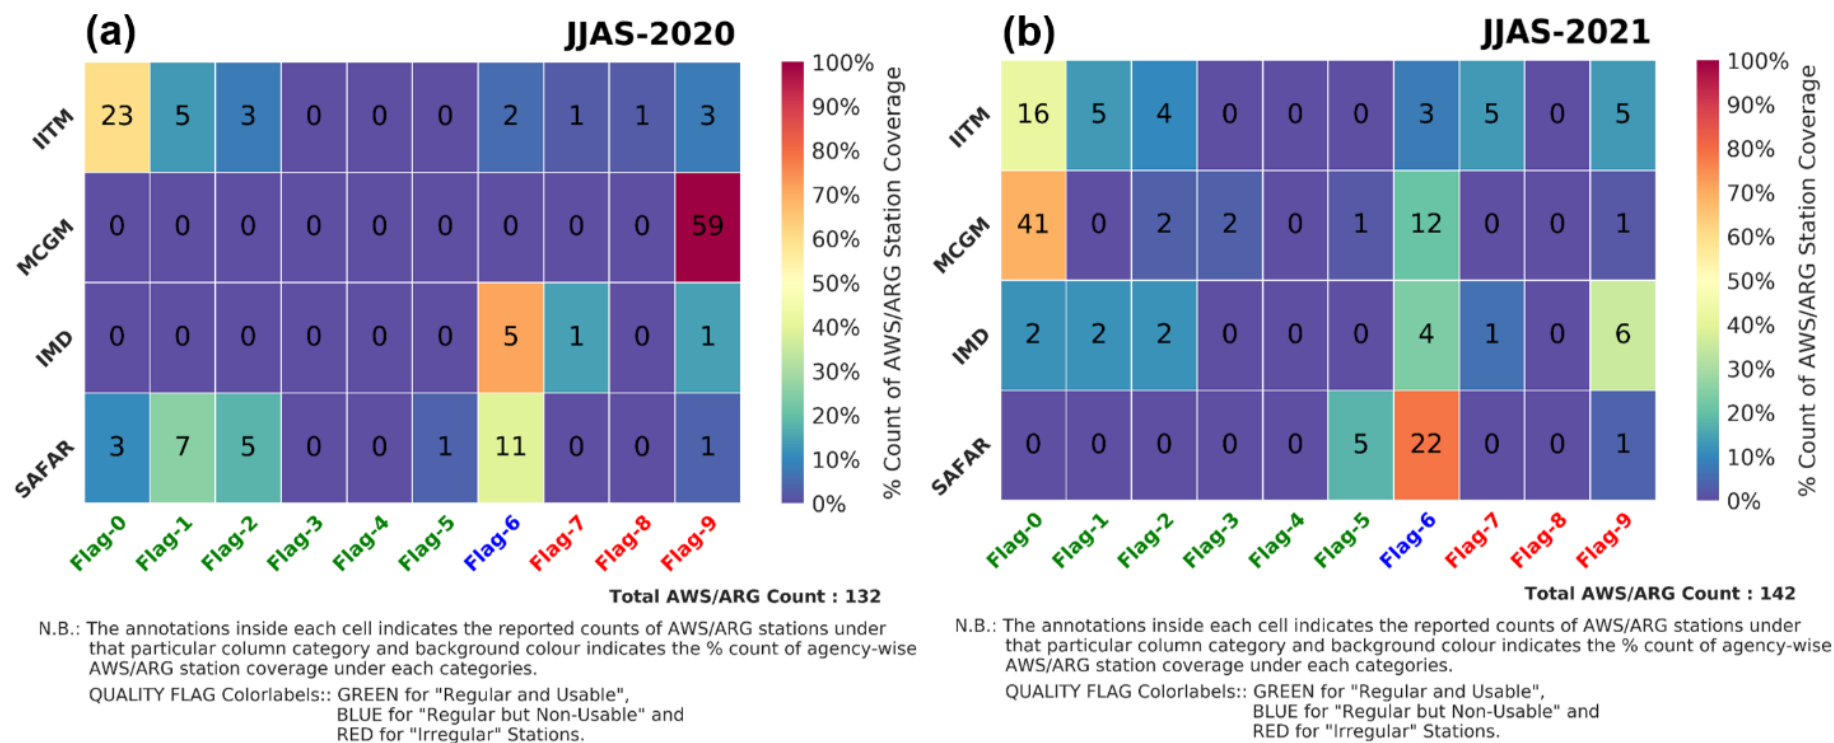 (a)
JJAS-2020
IITM 23 5 3 0 0 0 2 1 1 3
MCGM 0 0 0 0 0 0 0 0 0 59
IMD 0 0 0 0 0 0 5 1 0 1
SAFAR 3 7 5 0 0 1 11 0 0 1
Flag-0 Flag-1 Flag-2 Flag-3 Flag-4 Flag-5 Flag-6 Flag-7 Flag-8 Flag-9
100%
90%
80%
70%
60%
50%
40%
30%
20%
10%
0%
% Count of AWS/ARG Station Coverage
Total AWS/ARG Count : 132
N.B.: The annotations inside each cell indicates the reported counts of AWS/ARG stations under
that particular column category and background colour indicates the % count of agency-wise
AWS/ARG station coverage under each categories.
QUALITY FLAG Colorlabels:: GREEN for "Regular and Usable",
BLUE for "Regular but Non-Usable" and
RED for "Irregular" Stations.
(b)
JJAS-2021
IITM 16 5 4 0 0 0 3 5 0 5
MCGM 41 0 2 2 0 1 12 0 0 1
IMD 2 2 2 0 0 0 4 1 0 6
SAFAR 0 0 0 0 0 5 22 0 0 1
Flag-0 Flag-1 Flag-2 Flag-3 Flag-4 Flag-5 Flag-6 Flag-7 Flag-8 Flag-9
100%
90%
80%
70%
60%
50%
40%
30%
20%
10%
0%
% Count of AWS/ARG Station Coverage
Total AWS/ARG Count : 142
N.B.: The annotations inside each cell indicates the reported counts of AWS/ARG stations under
that particular column category and background colour indicates the % count of agency-wise
AWS/ARG station coverage under each categories.
QUALITY FLAG Colorlabels:: GREEN for "Regular and Usable",
BLUE for "Regular but Non-Usable" and
RED for "Irregular" Stations.